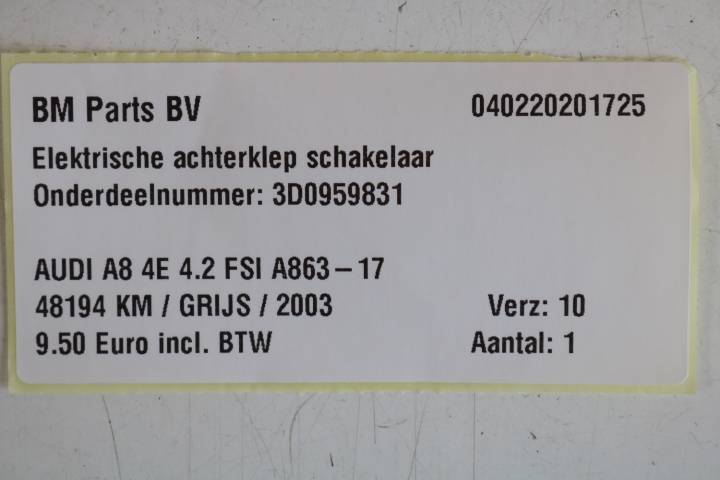 BM Parts BV 040220201725
Elektrische achterklep schakelaar
Onderdeelnummer: 3D0959831
AUDI A8 4E 4.2 FSI A863-17
48194 KM / GRIJS / 2003 Verz: 10
9.50 Euro incl. BTW Aantal: 1